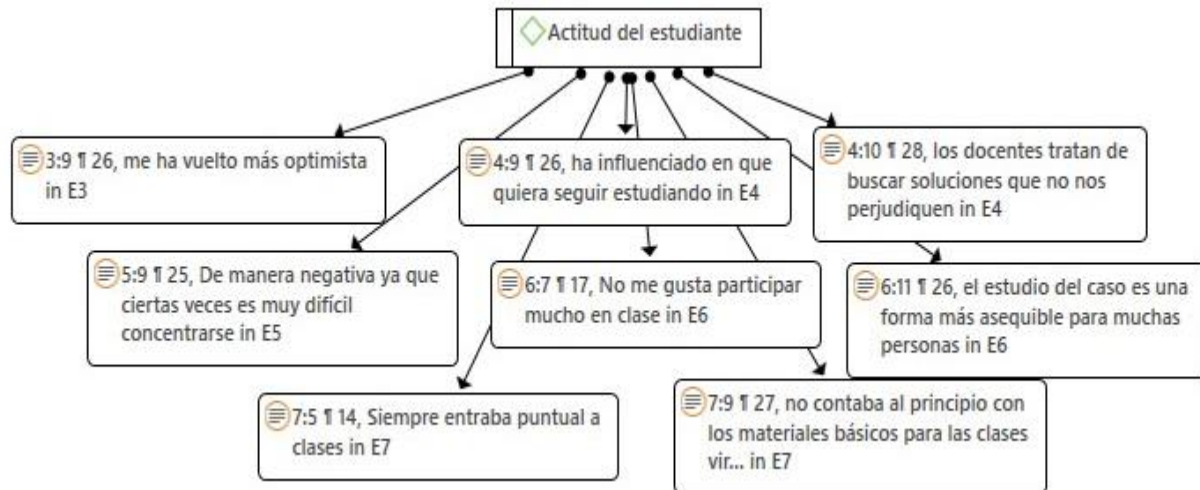 Actitud del estudiante
3:9 ¶ 26, me ha vuelto más optimista
in E3
4:9 ¶ 26, ha influenciado en que
quiera seguir estudiando in E4
4:10 ¶ 28, los docentes tratan de
buscar soluciones que no nos
perjudiquen in E4
5:9 ¶ 25, De manera negativa ya que
ciertas veces es muy difícil
concentrarse in E5
6:7 ¶ 17, No me gusta participar
mucho en clase in E6
6:11 ¶ 26, el estudio del caso es una
forma más asequible para muchas
personas in E6
7:5 ¶ 14, Siempre entraba puntual a
clases in E7
7:9 ¶ 27, no contaba al principio con
los materiales básicos para las clases
vir... in E7